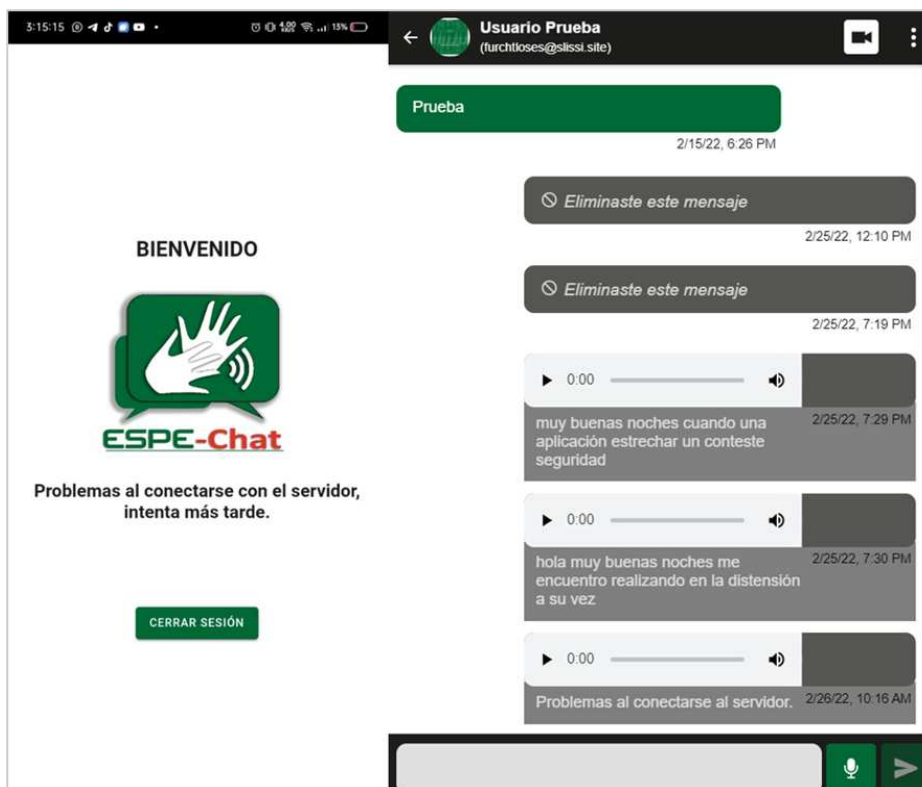 3:15:15
4.00 KB/s
13%
BIENVENIDO
ESPE-Chat
Problemas al conectarse con el servidor,
intenta más tarde.
CERRAR SESIÓN
Usuario Prueba
(furchtloses@slissi.site)
Prueba
2/15/22, 6:26 PM
Eliminaste este mensaje
2/25/22, 12:10 PM
Eliminaste este mensaje
2/25/22, 7:19 PM
0:00
muy buenas noches cuando una
aplicación estrechar un conteste
seguridad
2/25/22, 7:29 PM
0:00
hola muy buenas noches me
encuentro realizando en la distensión
a su vez
2/25/22, 7:30 PM
0:00
Problemas al conectarse al servidor.
2/26/22, 10:16 AM